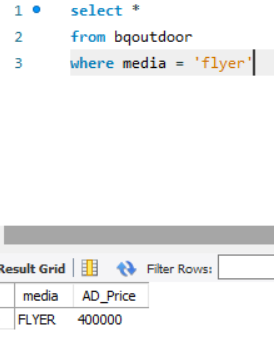 1 select *
2 from bqoutdoor
3 where media = 'flyer'
Result Grid Filter Rows:
media AD_Price
FLYER 400000